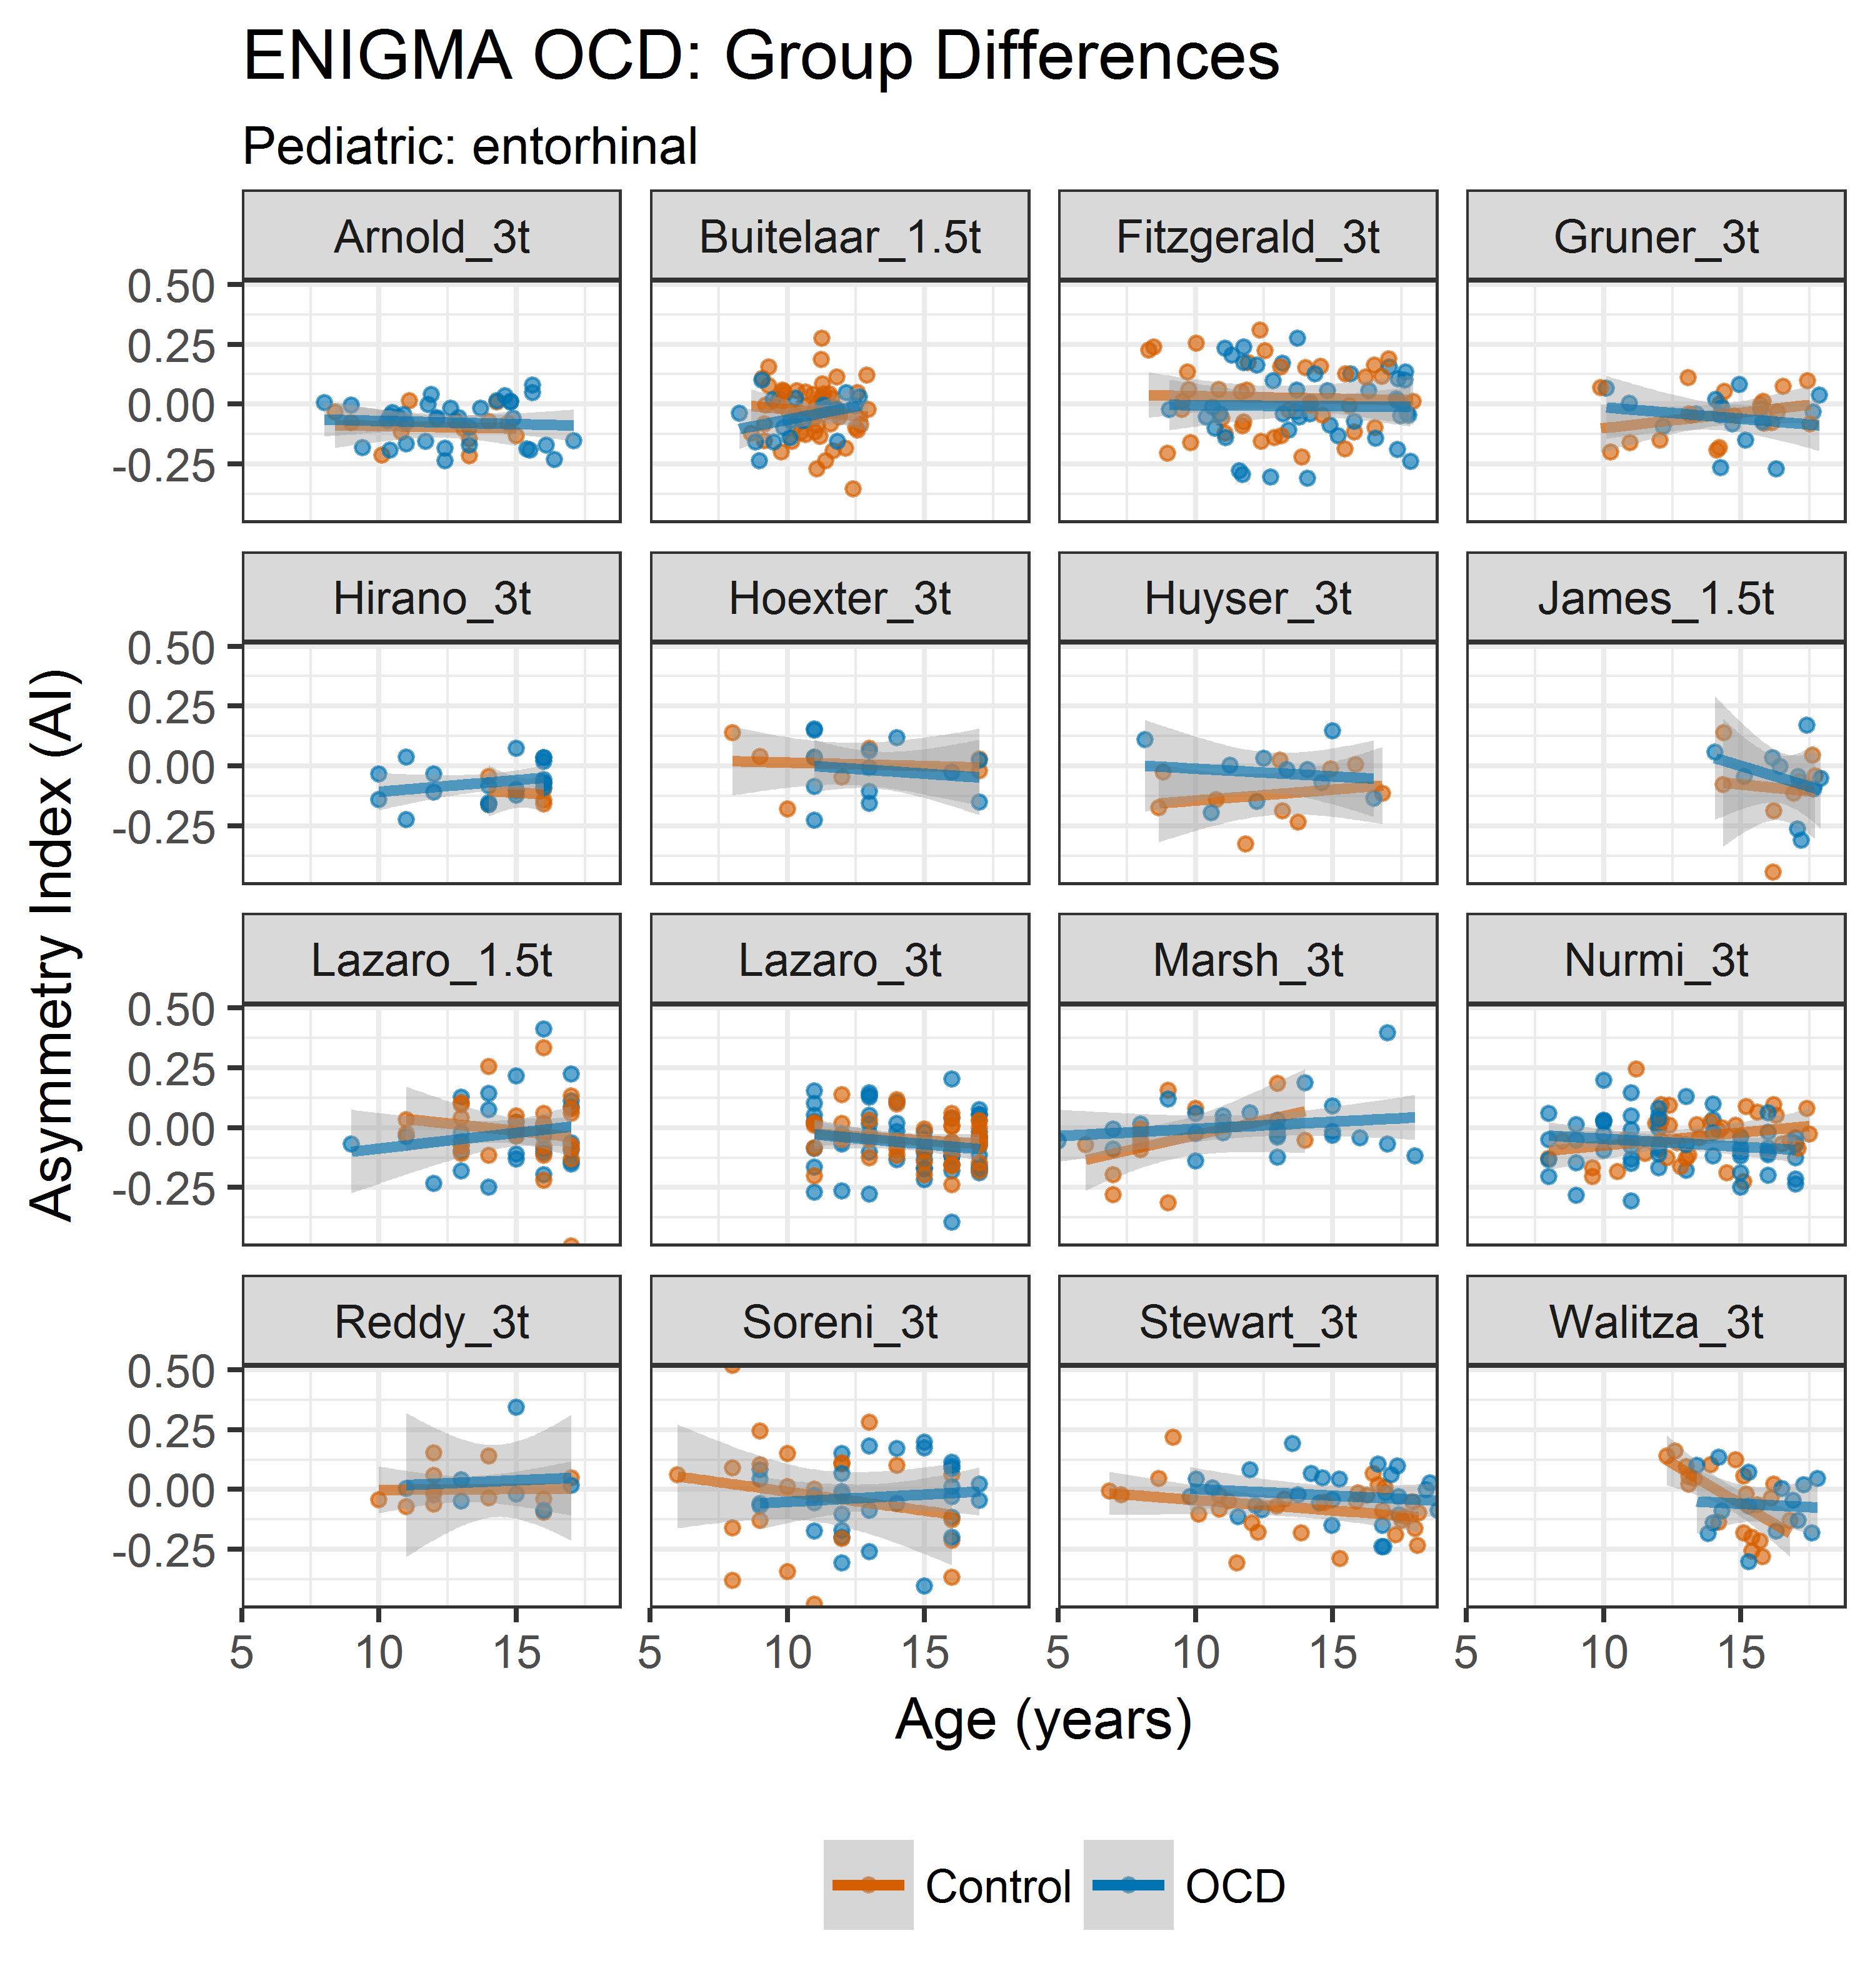 ENIGMA OCD: Group Differences
Pediatric: entorhinal
Arnold_3t Buitelaar_1.5t Fitzgerald_3t Gruner_3t
0.50
0.25
0.00
-0.25
Hirano_3t Hoexter_3t Huyser_3t James_1.5t
0.50
0.25
0.00
-0.25
Lazaro_1.5t Lazaro_3t Marsh_3t Nurmi_3t
0.50
0.25
0.00
-0.25
Reddy_3t Soreni_3t Stewart_3t Walitza_3t
0.50
0.25
0.00
-0.25
Asymmetry Index (AI)
5 10 15 5 10 15 5 10 15 5 10 15
Age (years)
Control OCD